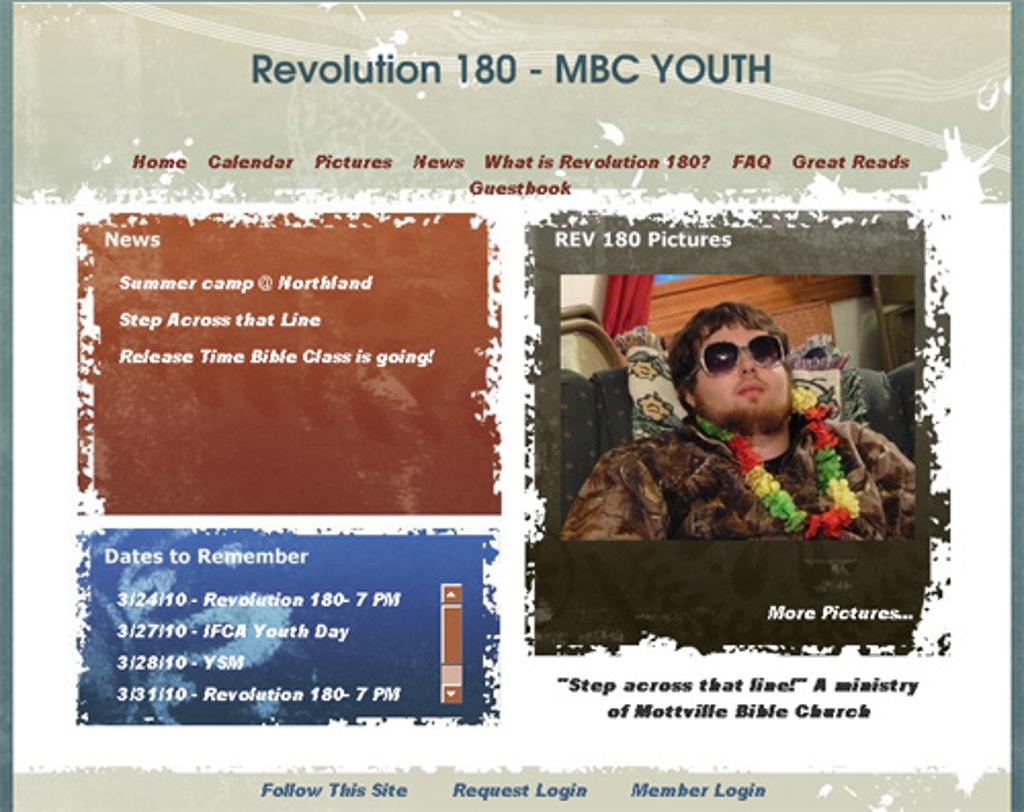 Revolution 180 - MBC YOUTH
Home Calendar Pictures News What is Revolution 180? FAQ Great Reads
Guestbook
News
Summer camp @ Northland
Step Across that Line
Release Time Bible Class is going!
REV 180 Pictures
More Pictures...
Dates to Remember
3/24/10 - Revolution 180- 7 PM
3/27/10 - IFCA Youth Day
3/28/10 - YSM
3/31/10 - Revolution 180- 7 PM
"Step across that line!" A ministry
of Mottville Bible Church
Follow This Site Request Login Member Login